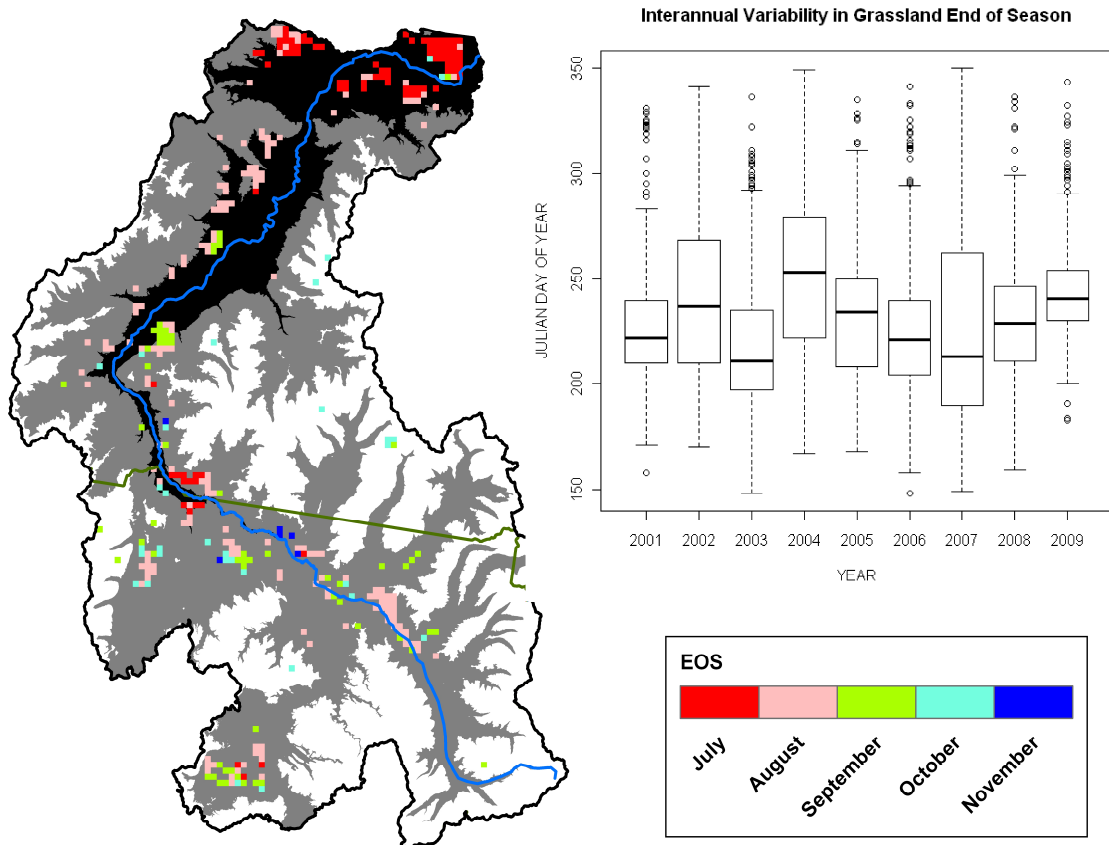 Interannual Variability in Grassland End of Season
350
300
250
200
150
JULIAN DAY OF YEAR
2001 2002 2003 2004 2005 2006 2007 2008 2009
YEAR
EOS
July August September October November